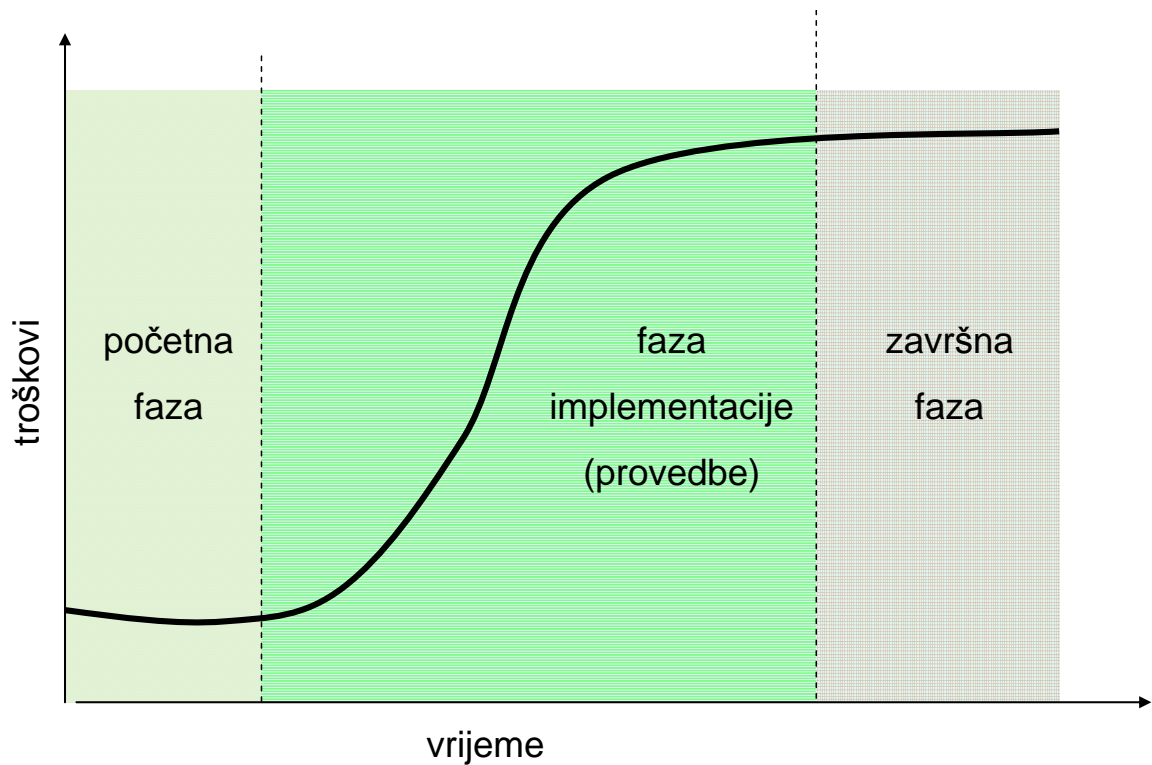 troškovi
početna
faza
faza
implementacije
(provedbe)
završna
faza
vrijeme